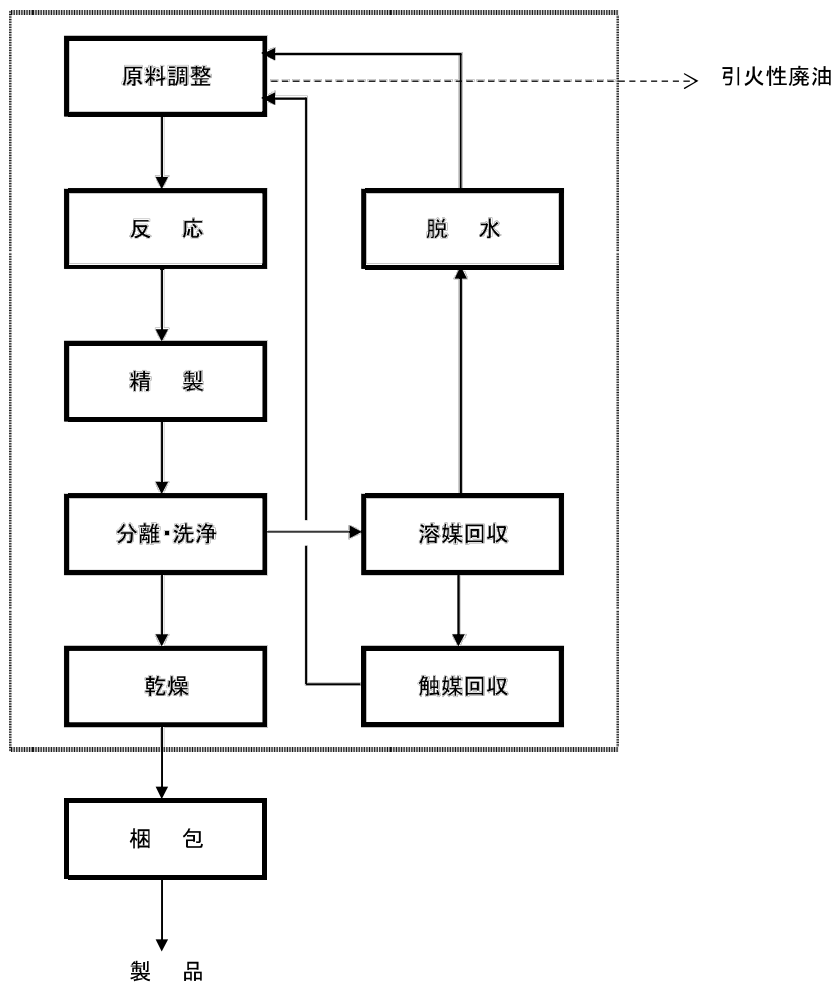 原料調整
引火性廃油
反　応
脱　水
精　製
分離・洗浄
溶媒回収
乾燥
触媒回収
梱　包
製　品